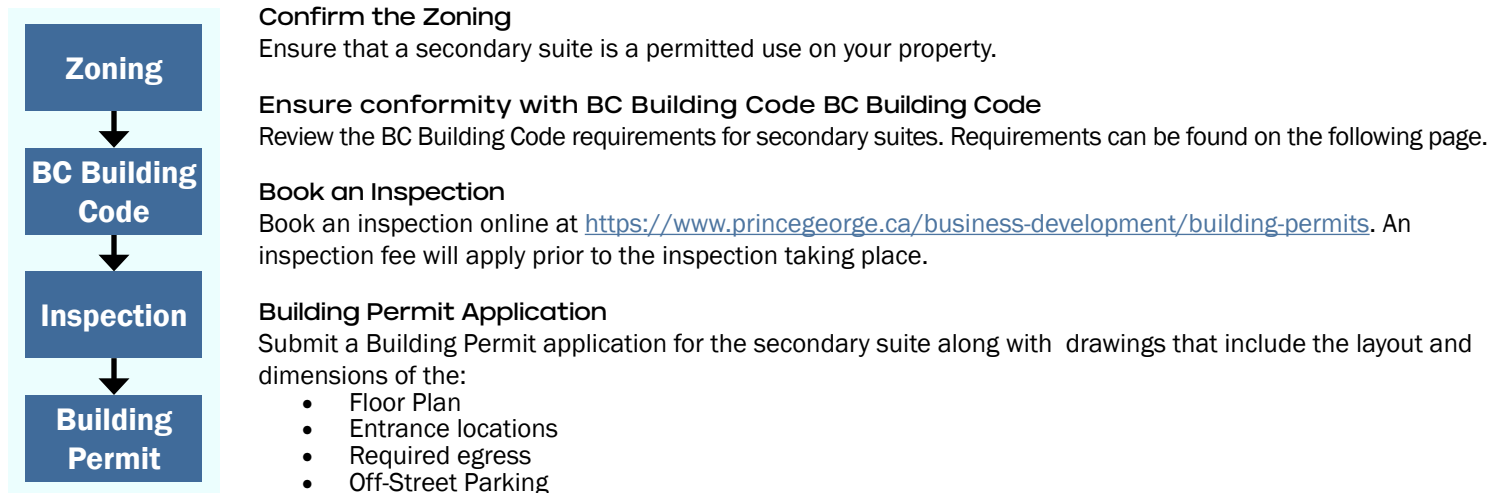 Zoning
BC Building
Code
Inspection
Building
Permit
Confirm the Zoning
Ensure that a secondary suite is a permitted use on your property.
Ensure conformity with BC Building Code BC Building Code
Review the BC Building Code requirements for secondary suites. Requirements can be found on the following page.
Book an Inspection
Book an inspection online at https://www.princegeorge.ca/business-development/building-permits. An
inspection fee will apply prior to the inspection taking place.
Building Permit Application
Submit a Building Permit application for the secondary suite along with drawings that include the layout and
dimensions of the:
• Floor Plan
• Entrance locations
• Required egress
• Off-Street Parking